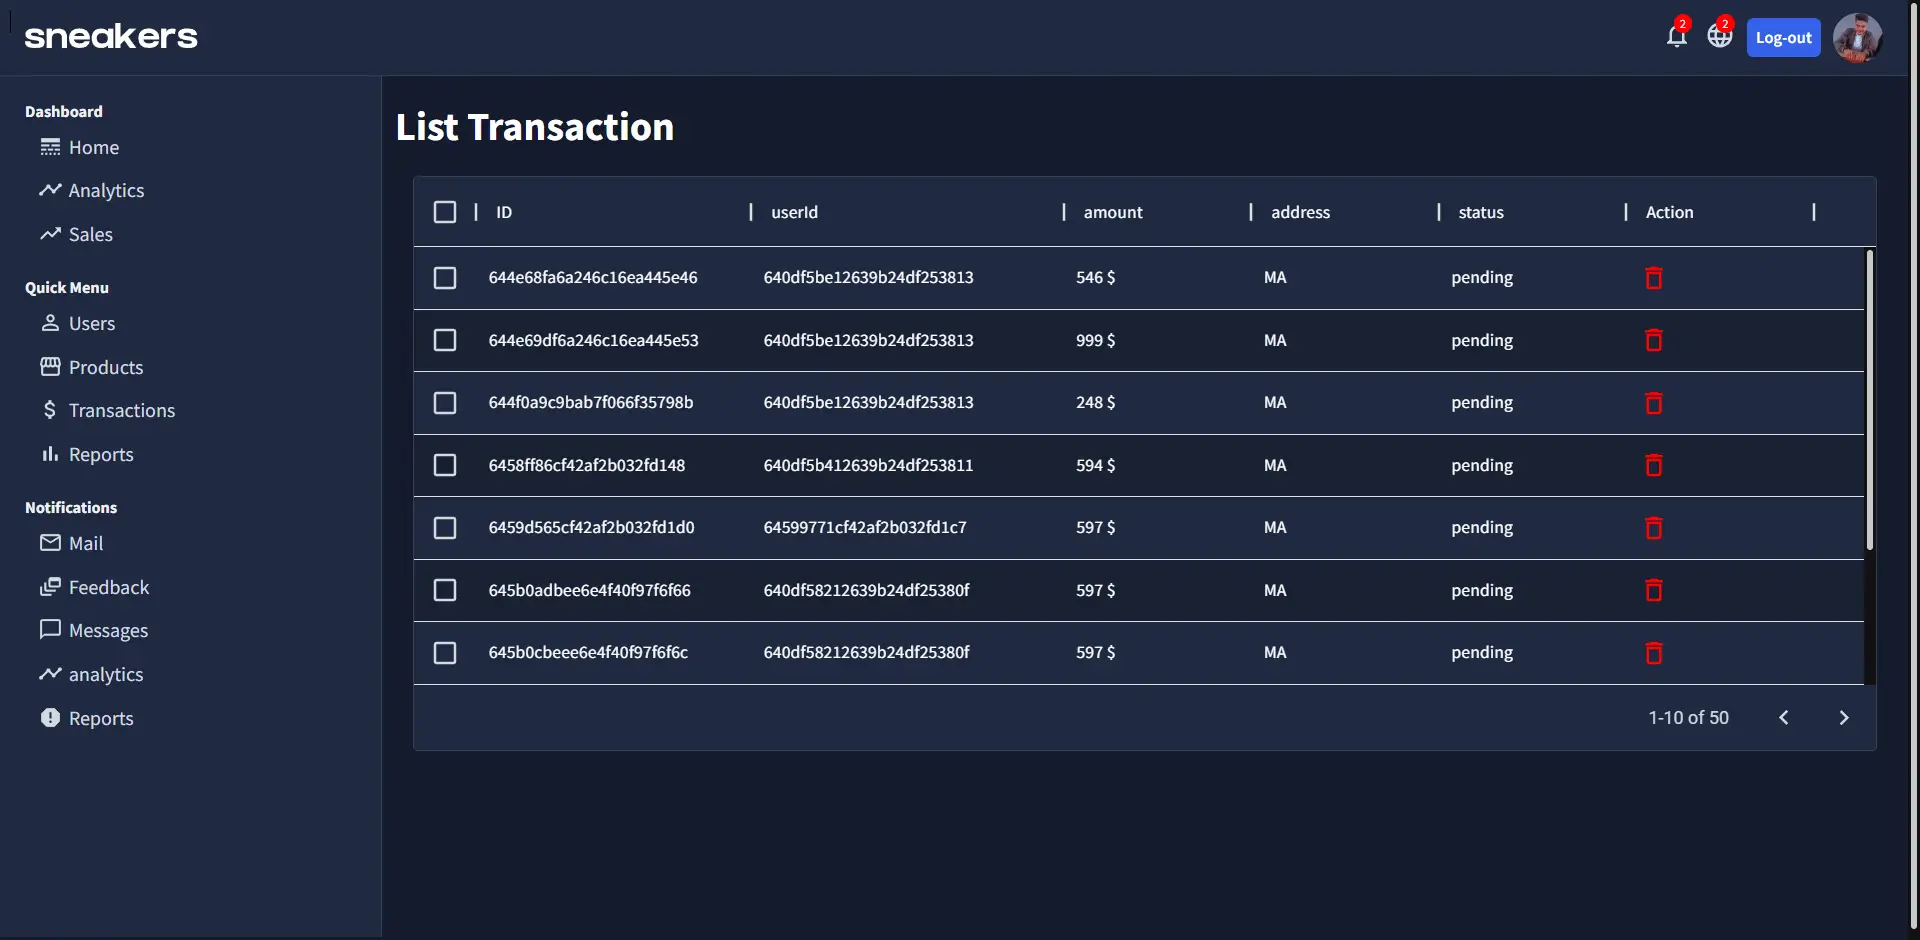 sneakers
2
2
Log-out
Dashboard
Home
Analytics
Sales
Quick Menu
Users
Products
Transactions
Reports
Notifications
Mail
Feedback
Messages
analytics
Reports
List Transaction
ID userId amount address status Action
644e68fa6a246c16ea445e46 640df5be12639b24df253813 546 $ MA pending
644e69df6a246c16ea445e53 640df5be12639b24df253813 999 $ MA pending
644f0a9c9bab7f066f35798b 640df5be12639b24df253813 248 $ MA pending
6458ff86cf42af2b032fd148 640df5b412639b24df253811 594 $ MA pending
6459d565cf42af2b032fd1d0 64599771cf42af2b032fd1c7 597 $ MA pending
645b0adbee6e4f40f97f6f66 640df58212639b24df25380f 597 $ MA pending
645b0cbeee6e4f40f97f6f6c 640df58212639b24df25380f 597 $ MA pending
1-10 of 50